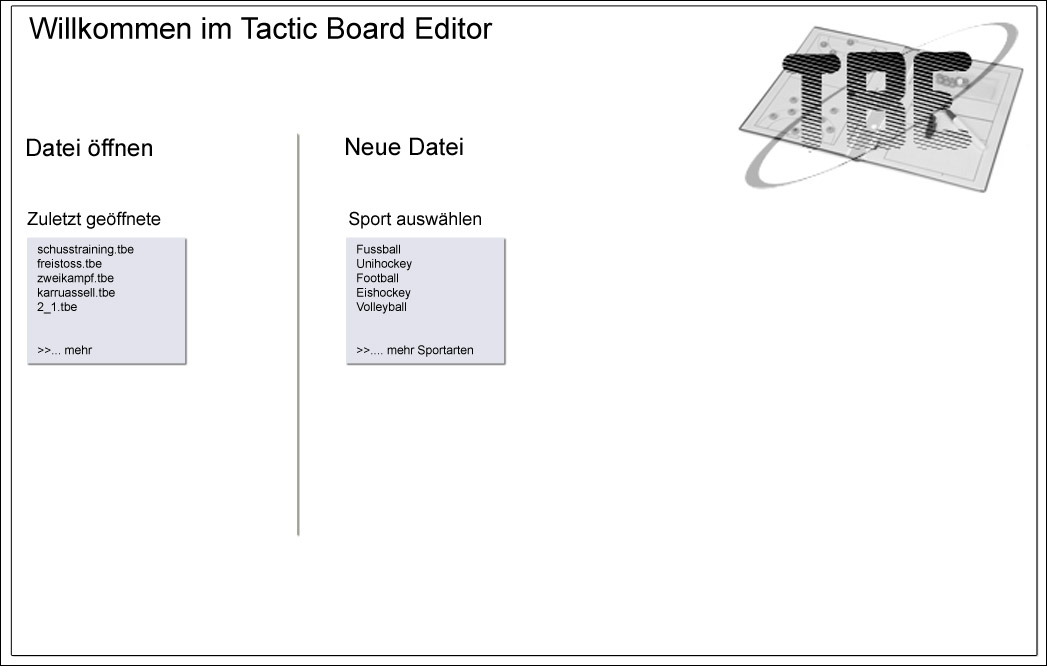 Willkommen im Tactic Board Editor
TBE
Datei öffnen
Zuletzt geöffnete
schusstraining.tbe
freistoss.tbe
zweikampf.tbe
karruassell.tbe
2_1.tbe
>>... mehr
Neue Datei
Sport auswählen
Fussball
Unihockey
Football
Eishockey
Volleyball
>>.... mehr Sportarten